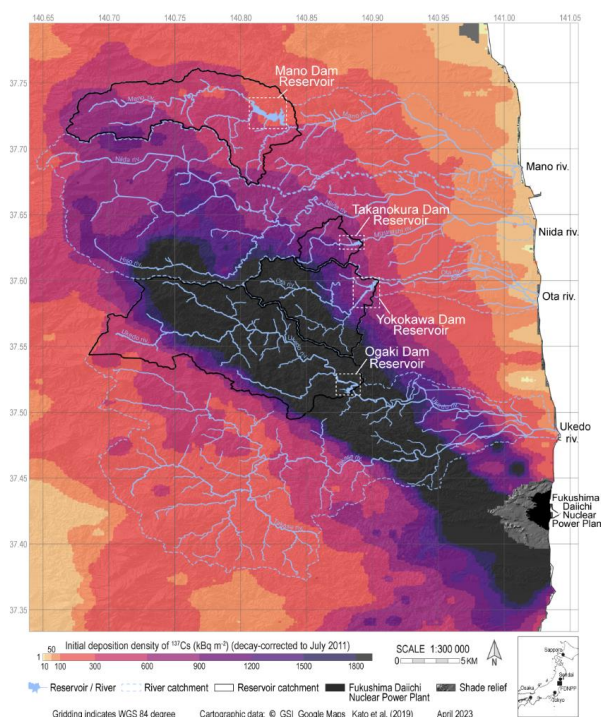 140.65 140.70 140.75 140.80 140.85 140.90 140.95 141.00 141.05
37.75
37.70
37.65
37.60
37.55
37.50
37.45
37.40
37.35
Mano Dam
Reservoir
Mano riv.
Mano riv.
Niida riv.
Takanokura Dam
Reservoir
Niida riv.
Ota riv.
Yokokawa Dam
Reservoir
Ogaki Dam
Reservoir
Ukedo
riv.
Fukushima
Daiichi
Nuclear
Power Plan
Initial deposition density of ¹³⁷Cs (kBq m⁻²) (decay-corrected to July 2011)
1 10 50 100 300 600 900 1200 1500 1800
SCALE 1:300 000
0 5 KM
N
Reservoir / River
River catchment
Reservoir catchment
Fukushima Daiichi
Nuclear Power Plant
Shade relief
Gridding indicates WGS 84 degree
Cartographic data: © GSI, Google Maps
Kato et al. (2019)
April 2023
Sapporo
Sendai
FDNPP
Tokyo
Osaka